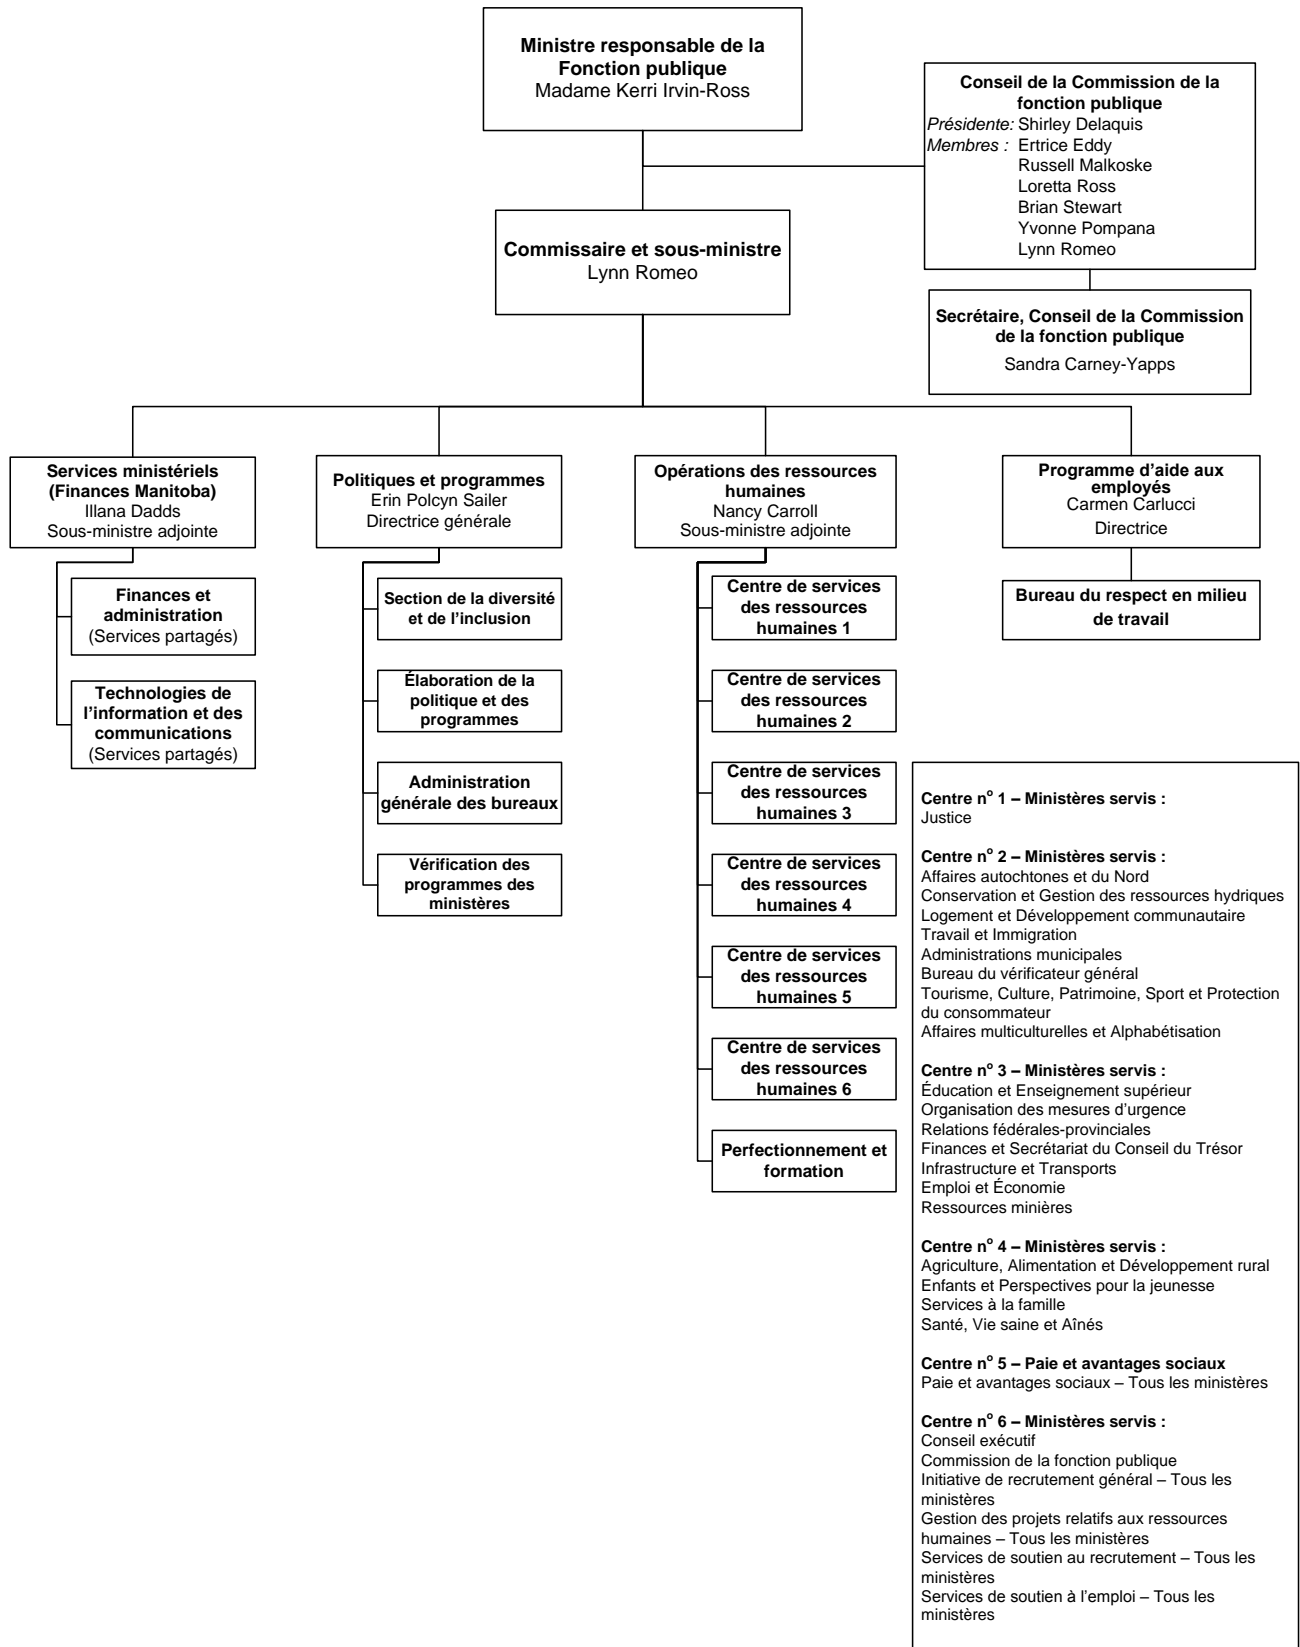 Ministre responsable de la
Fonction publique
Madame Kerri Irvin-Ross
Conseil de la Commission de la
fonction publique
Présidente: Shirley Delaquis
Membres : Ertrice Eddy
Russell Malkoske
Loretta Ross
Brian Stewart
Yvonne Pompana
Lynn Romeo
Commissaire et sous-ministre
Lynn Romeo
Secrétaire, Conseil de la Commission
de la fonction publique
Sandra Carney-Yapps
Services ministériels
(Finances Manitoba)
Illana Dadds
Sous-ministre adjointe
Finances et
administration
(Services partagés)
Technologies de
l'information et des
communications
(Services partagés)
Politiques et programmes
Erin Polcyn Sailer
Directrice générale
Section de la diversité
et de l'inclusion
Élaboration de la
politique et des
programmes
Administration
générale des bureaux
Vérification des
programmes des
ministères
Opérations des ressources
humaines
Nancy Carroll
Sous-ministre adjointe
Centre de services
des ressources
humaines 1
Centre de services
des ressources
humaines 2
Centre de services
des ressources
humaines 3
Centre de services
des ressources
humaines 4
Centre de services
des ressources
humaines 5
Centre de services
des ressources
humaines 6
Perfectionnement et
formation
Programme d'aide aux
employés
Carmen Carlucci
Directrice
Bureau du respect en milieu
de travail
Centre nº 1 – Ministères servis :
Justice
Centre nº 2 – Ministères servis :
Affaires autochtones et du Nord
Conservation et Gestion des ressources hydriques
Logement et Développement communautaire
Travail et Immigration
Administrations municipales
Bureau du vérificateur général
Tourisme, Culture, Patrimoine, Sport et Protection
du consommateur
Affaires multiculturelles et Alphabétisation
Centre nº 3 – Ministères servis :
Éducation et Enseignement supérieur
Organisation des mesures d'urgence
Relations fédérales-provinciales
Finances et Secrétariat du Conseil du Trésor
Infrastructure et Transports
Emploi et Économie
Ressources minières
Centre nº 4 – Ministères servis :
Agriculture, Alimentation et Développement rural
Enfants et Perspectives pour la jeunesse
Services à la famille
Santé, Vie saine et Aînés
Centre nº 5 – Paie et avantages sociaux
Paie et avantages sociaux – Tous les ministères
Centre nº 6 – Ministères servis :
Conseil exécutif
Commission de la fonction publique
Initiative de recrutement général – Tous les
ministères
Gestion des projets relatifs aux ressources
humaines – Tous les ministères
Services de soutien au recrutement – Tous les
ministères
Services de soutien à l'emploi – Tous les
ministères